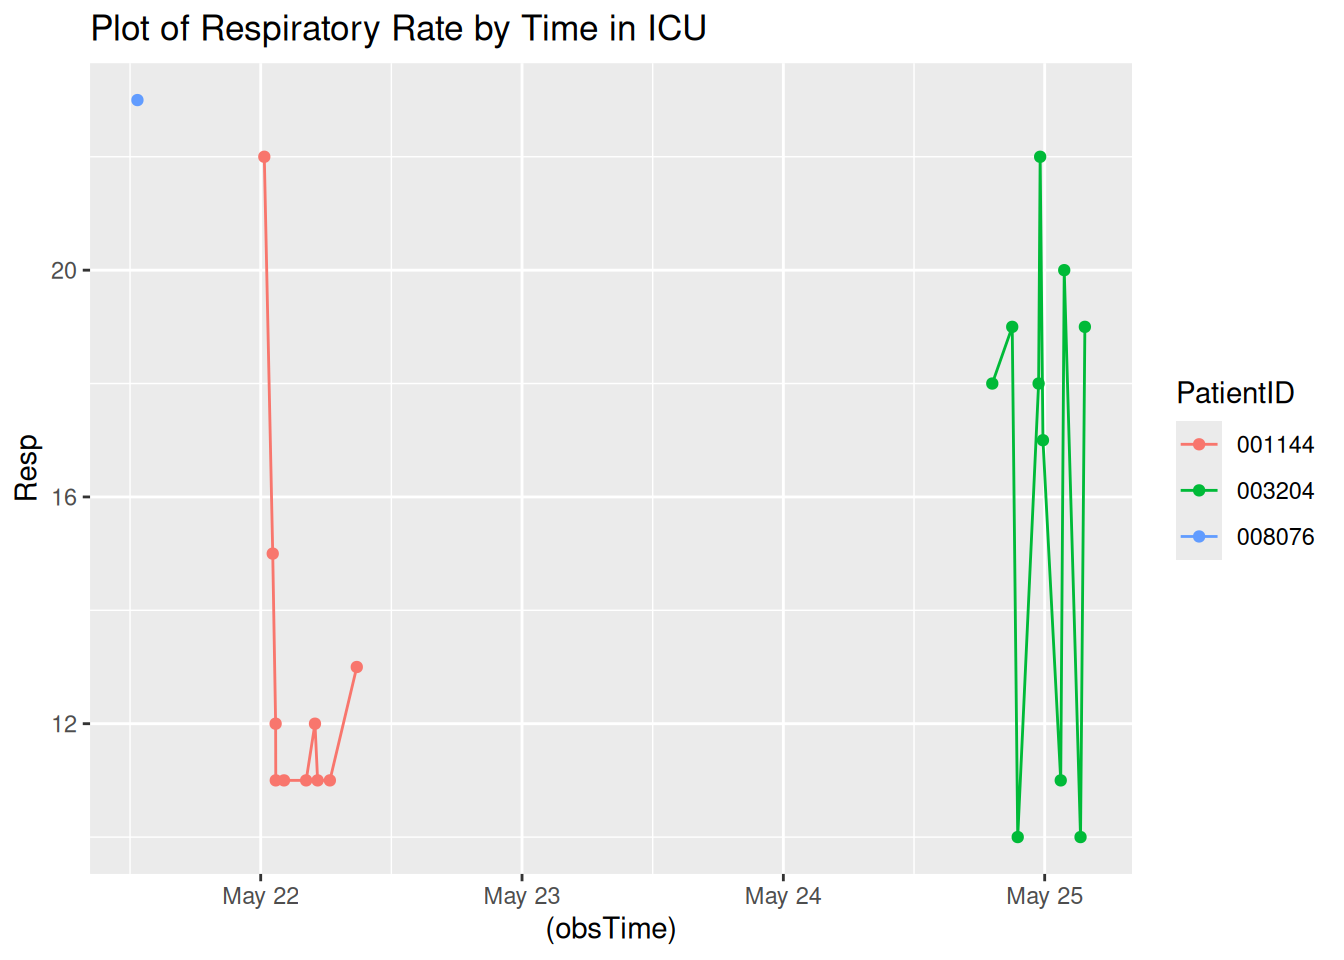 Plot of Respiratory Rate by Time in ICU
Resp
20
16
12
May 22
May 23
May 24
May 25
(obsTime)
PatientID
001144
003204
008076